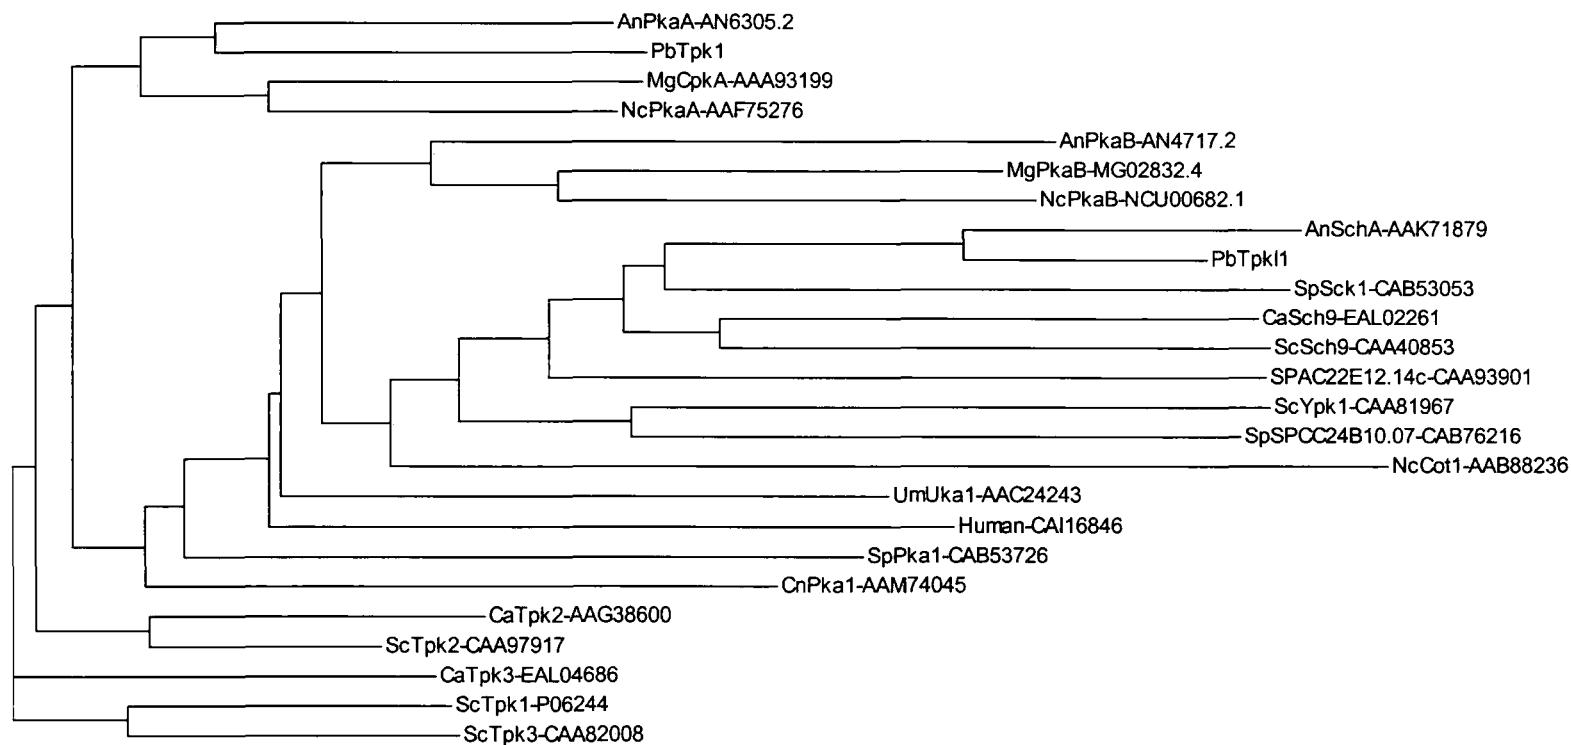 AnPkaA-AN6305.2
PbTpk1
MgCpkA-AAA93199
NcPkaA-AAF75276
AnPkaB-AN4717.2
MgPkaB-MG02832.4
NcPkaB-NCU00682.1
AnSchA-AAK71879
PbTpkl1
SpSck1-CAB53053
CaSch9-EAL02261
ScSch9-CAA40853
SPAC22E12.14c-CAA93901
ScYpk1-CAA81967
SpSPCC24B10.07-CAB76216
NcCot1-AAB88236
UmUka1-AAC24243
Human-CAI16846
SpPka1-CAB53726
CnPka1-AAM74045
CaTpk2-AAG38600
ScTpk2-CAA97917
CaTpk3-EAL04686
ScTpk1-P06244
ScTpk3-CAA82008